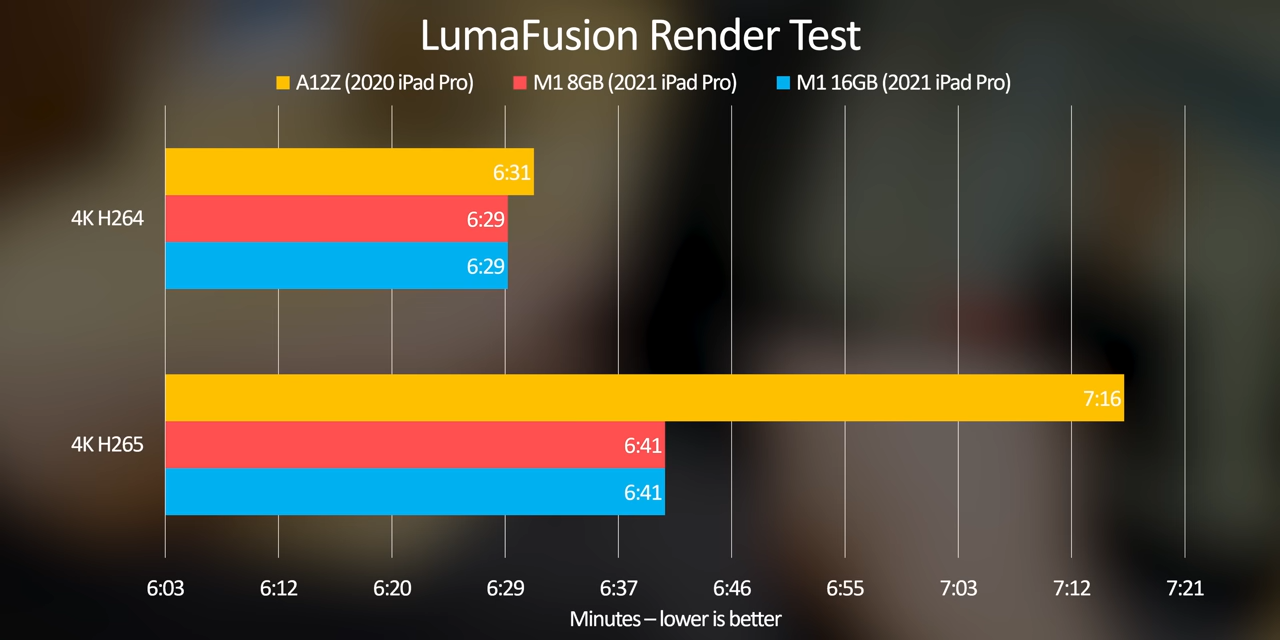 LumaFusion Render Test
A12Z (2020 iPad Pro) M1 8GB (2021 iPad Pro) M1 16GB (2021 iPad Pro)
6:31
4K H264 6:29
6:29
7:16
4K H265 6:41
6:41
6:03 6:12 6:20 6:29 6:37 6:46 6:55 7:03 7:12 7:21
Minutes – lower is better